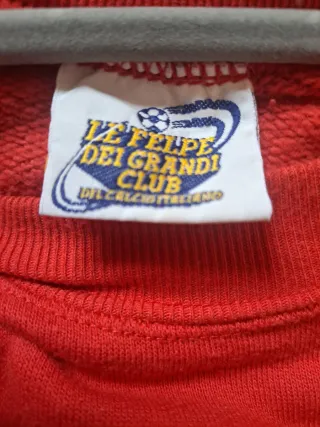 LE FELPE
DEI GRANDI
CLUB
DEL CALCIO ITALIANO